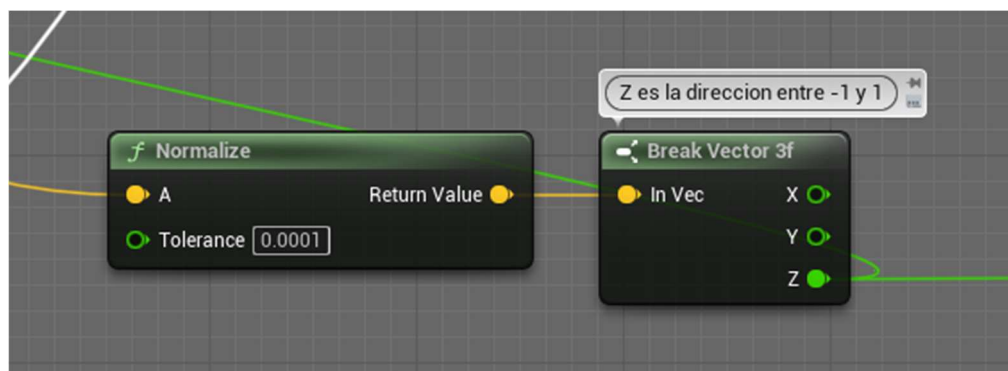 Z es la direccion entre -1 y 1
Normalize
A
Return Value
Tolerance 0.0001
Break Vector 3f
In Vec
X
Y
Z